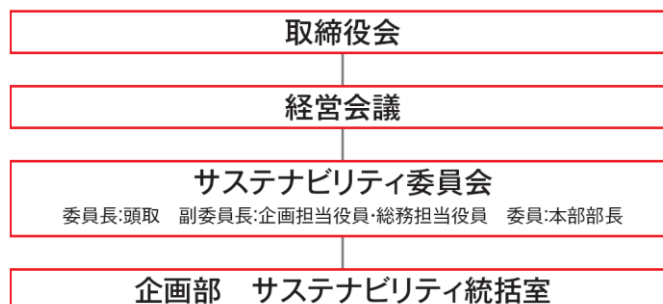 取締役会
経営会議
サステナビリティ委員会
委員長:頭取　副委員長:企画担当役員・総務担当役員　委員:本部部長
企画部　サステナビリティ統括室